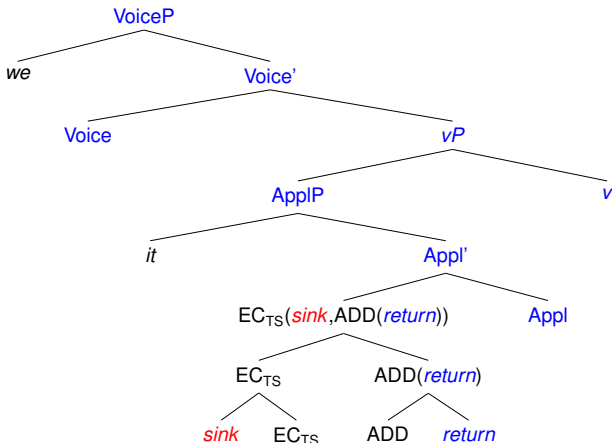 VoiceP
we Voice'
Voice vP
ApplP v
it Appl'
EC_TS(sink,ADD(return)) Appl
EC_TS ADD(return)
sink EC_TS ADD return